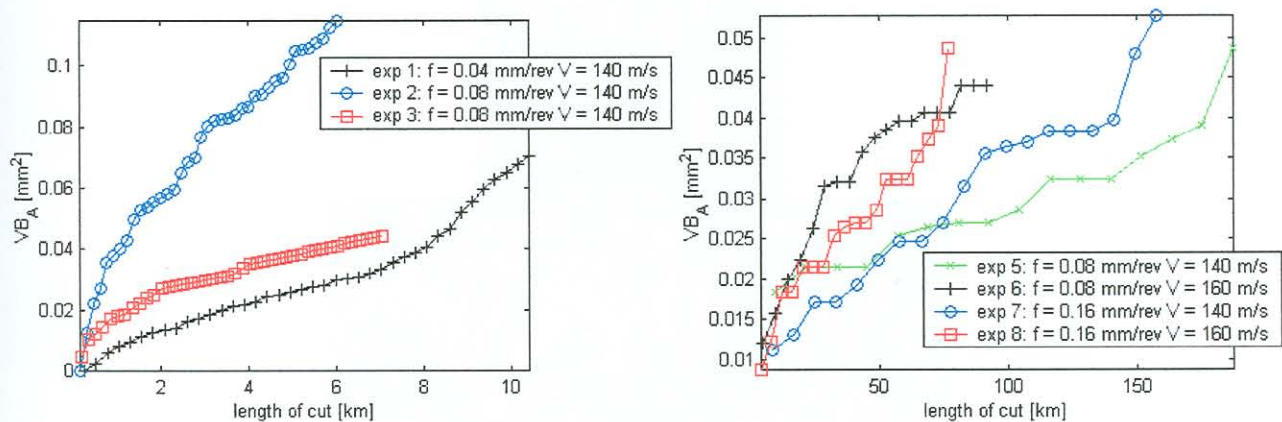 0.1
0.08
0.06
0.04
0.02
0
VB_A [mm²]
2 4 6 8 10
length of cut [km]
exp 1: f = 0.04 mm/rev V = 140 m/s
exp 2: f = 0.08 mm/rev V = 140 m/s
exp 3: f = 0.08 mm/rev V = 140 m/s
0.05
0.045
0.04
0.035
0.03
0.025
0.02
0.015
0.01
VB_A [mm²]
50 100 150
length of cut [km]
exp 5: f = 0.08 mm/rev V = 140 m/s
exp 6: f = 0.08 mm/rev V = 160 m/s
exp 7: f = 0.16 mm/rev V = 140 m/s
exp 8: f = 0.16 mm/rev V = 160 m/s